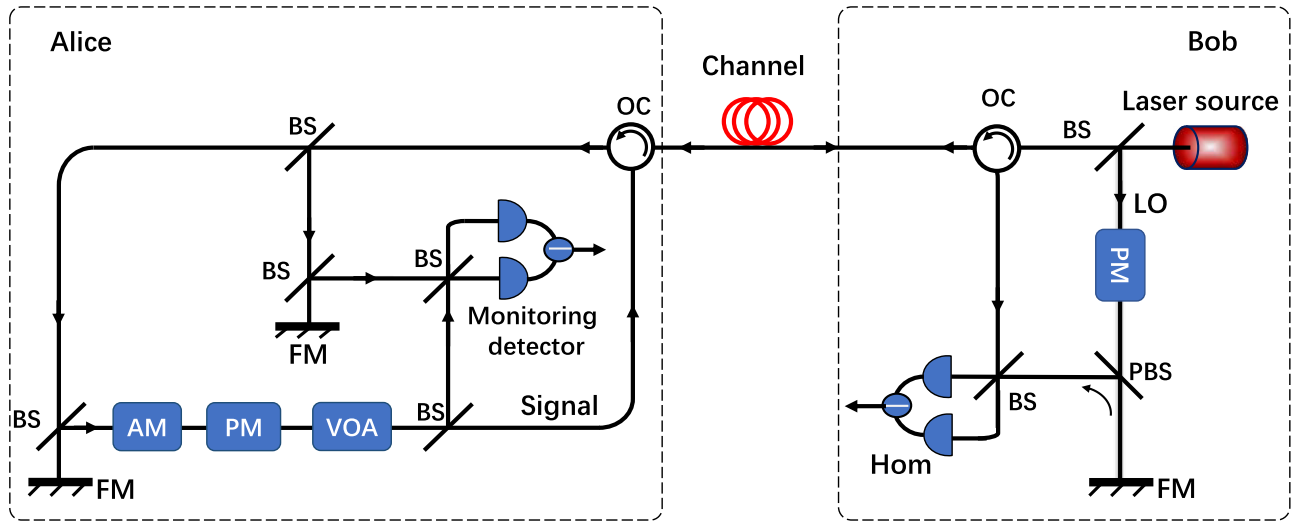 Alice
Bob
Channel
OC
OC
Laser source
BS
BS
LO
BS
BS
PM
Monitoring
detector
FM
PBS
BS
BS
Signal
BS
AM
PM
VOA
Hom
FM
FM